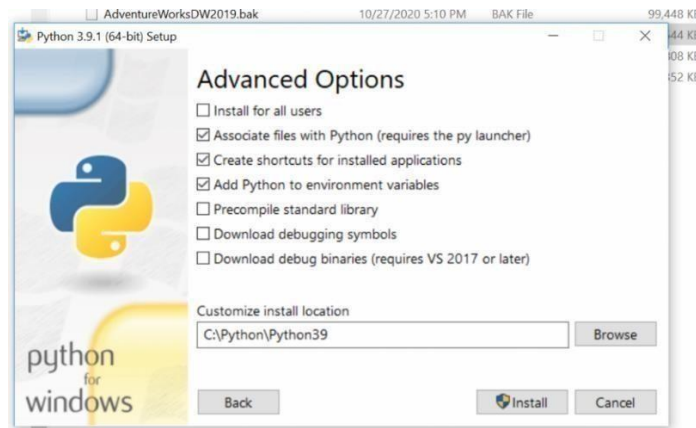 AdventureWorksDW2019.bak 10/27/2020 5:10 PM BAK File 99,448 K
Python 3.9.1 (64-bit) Setup
44 K
08 K
52 K
Advanced Options
Install for all users
Associate files with Python (requires the py launcher)
Create shortcuts for installed applications
Add Python to environment variables
Precompile standard library
Download debugging symbols
Download debug binaries (requires VS 2017 or later)
Customize install location
C:\Python\Python39 Browse
python
for
windows
Back Install Cancel